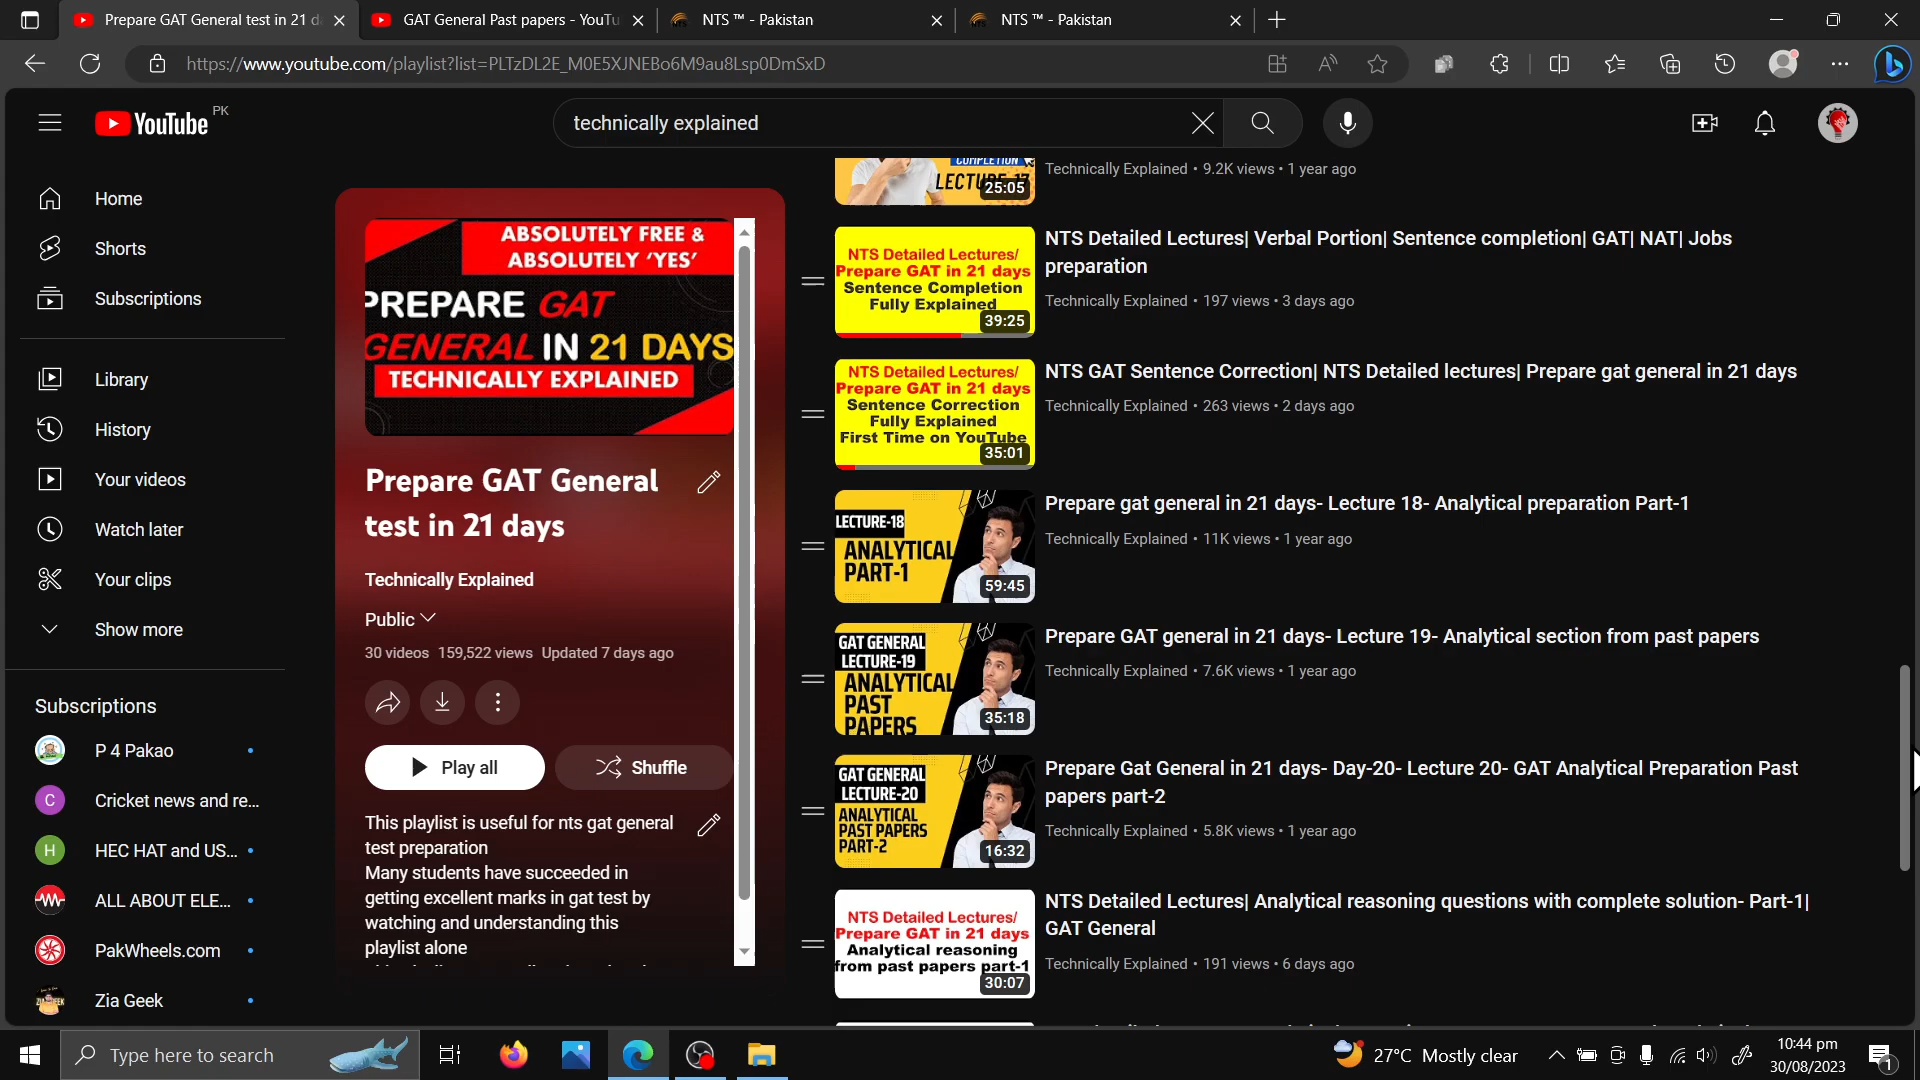 Prepare GAT General test in 21 d
GAT General Past papers - YouTu
NTS ™ - Pakistan
NTS ™ - Pakistan
https://www.youtube.com/playlist?list=PLTzDL2E_M0E5XJNEBo6M9au8Lsp0DmSxD
YouTube PK
technically explained
Home
Shorts
Subscriptions
Library
History
Your videos
Watch later
Your clips
Show more
Subscriptions
P 4 Pakao
C Cricket news and re...
H HEC HAT and US...
ALL ABOUT ELE...
PakWheels.com
Zia Geek
ABSOLUTELY FREE &
ABSOLUTELY ‘YES’
PREPARE GAT
GENERAL IN 21 DAYS
TECHNICALLY EXPLAINED
Prepare GAT General
test in 21 days
Technically Explained
Public
30 videos 159,522 views Updated 7 days ago
Play all
Shuffle
This playlist is useful for nts gat general
test preparation
Many students have succeeded in
getting excellent marks in gat test by
watching and understanding this
playlist alone
COMPLETION
LECTURE-17
25:05
Technically Explained • 9.2K views • 1 year ago
NTS Detailed Lectures/
Prepare GAT in 21 days
Sentence Completion
Fully Explained
39:25
NTS Detailed Lectures| Verbal Portion| Sentence completion| GAT| NAT| Jobs
preparation
Technically Explained • 197 views • 3 days ago
NTS Detailed Lectures/
Prepare GAT in 21 days
Sentence Correction
Fully Explained
First Time on YouTube
35:01
NTS GAT Sentence Correction| NTS Detailed lectures| Prepare gat general in 21 days
Technically Explained • 263 views • 2 days ago
LECTURE-18
ANALYTICAL
PART-1
59:45
Prepare gat general in 21 days- Lecture 18- Analytical preparation Part-1
Technically Explained • 11K views • 1 year ago
GAT GENERAL
LECTURE-19
ANALYTICAL
PAST
PAPERS
35:18
Prepare GAT general in 21 days- Lecture 19- Analytical section from past papers
Technically Explained • 7.6K views • 1 year ago
GAT GENERAL
LECTURE-20
ANALYTICAL
PAST PAPERS
PART-2
16:32
Prepare Gat General in 21 days- Day-20- Lecture 20- GAT Analytical Preparation Past
papers part-2
Technically Explained • 5.8K views • 1 year ago
NTS Detailed Lectures/
Prepare GAT in 21 days
Analytical reasoning
from past papers part-1
30:07
NTS Detailed Lectures| Analytical reasoning questions with complete solution- Part-1|
GAT General
Technically Explained • 191 views • 6 days ago
Type here to search
27°C Mostly clear
10:44 pm
30/08/2023
1